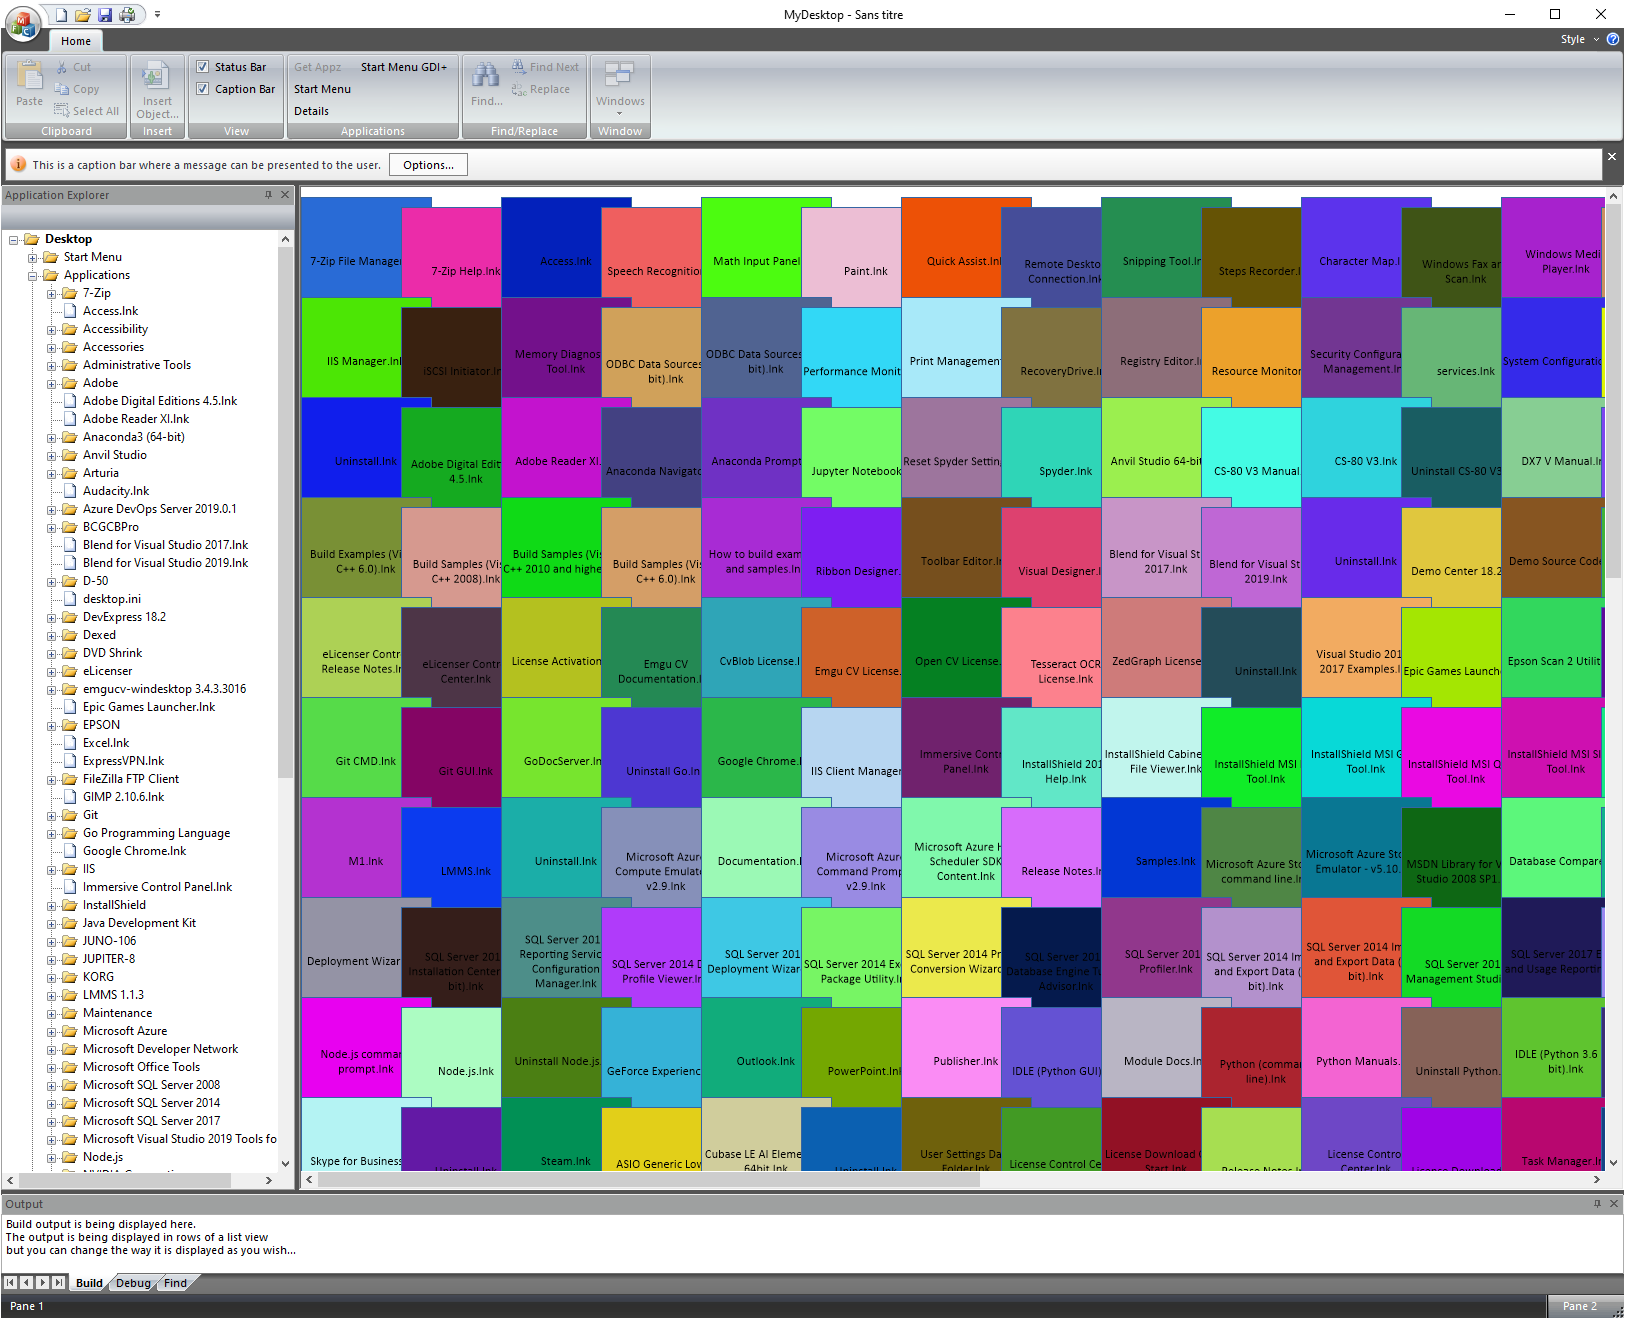 MyDesktop - Sans titre
Home
Style
Paste
Cut
Copy
Select All
Clipboard
Insert
Object...
Insert
Status Bar
Caption Bar
View
Get Appz
Start Menu GDI+
Start Menu
Details
Applications
Find...
Find Next
Replace
Find/Replace
Windows
Window
This is a caption bar where a message can be presented to the user.
Options...
Application Explorer
Desktop
Start Menu
Applications
7-Zip
Access.lnk
Accessibility
Accessories
Administrative Tools
Adobe
Adobe Digital Editions 4.5.lnk
Adobe Reader XI.lnk
Anaconda3 (64-bit)
Anvil Studio
Arturia
Audacity.lnk
Azure DevOps Server 2019.0.1
BCGCBPro
Blend for Visual Studio 2017.lnk
Blend for Visual Studio 2019.lnk
D-50
desktop.ini
DevExpress 18.2
Dexed
DVD Shrink
eLicenser
emgucv-windesktop 3.4.3.3016
Epic Games Launcher.lnk
EPSON
Excel.lnk
ExpressVPN.lnk
FileZilla FTP Client
GIMP 2.10.6.lnk
Git
Go Programming Language
Google Chrome.lnk
IIS
Immersive Control Panel.lnk
InstallShield
Java Development Kit
JUNO-106
JUPITER-8
KORG
LMMS 1.1.3
Maintenance
Microsoft Azure
Microsoft Developer Network
Microsoft Office Tools
Microsoft SQL Server 2008
Microsoft SQL Server 2014
Microsoft SQL Server 2017
Microsoft Visual Studio 2019 Tools fo
Node.js
7-Zip File Manager
7-Zip Help.lnk
Access.lnk
Speech Recognition
Math Input Panel
Paint.lnk
Quick Assist.ln
Remote Deskto
Connection.lnk
Snipping Tool.ln
Steps Recorder.l
Character Map.l
Windows Fax an
Scan.lnk
Windows Medi
Player.lnk
IIS Manager.lnk
iSCSI Initiator.ln
Memory Diagnos
Tool.lnk
ODBC Data Sources
bit).lnk
ODBC Data Sources
bit).lnk
Performance Monit
Print Management
RecoveryDrive.l
Registry Editor.l
Resource Monitor
Security Configura
Management.ln
services.lnk
System Configuratio
Uninstall.lnk
Adobe Digital Edit
4.5.lnk
Adobe Reader XI.
Anaconda Navigato
Anaconda Prompt
Jupyter Notebook
Reset Spyder Settin
Spyder.lnk
Anvil Studio 64-bit
CS-80 V3 Manual
CS-80 V3.lnk
Uninstall CS-80 V3
DX7 V Manual.l
Build Examples (Vi
C++ 6.0).lnk
Build Samples (Vis
C++ 2008).lnk
Build Samples (Vis
C++ 2010 and highe
Build Samples (Vis
C++ 6.0).lnk
How to build exam
and samples.ln
Ribbon Designer.
Toolbar Editor.l
Visual Designer.l
Blend for Visual St
2017.lnk
Blend for Visual St
2019.lnk
Uninstall.lnk
Demo Center 18.2
Demo Source Code
eLicenser Contr
Release Notes.ln
eLicenser Contr
Center.lnk
License Activation
Emgu CV
Documentation.l
CvBlob License.l
Emgu CV License.
Open CV License.
Tesseract OCR
License.lnk
ZedGraph License
Uninstall.lnk
Visual Studio 201
2017 Examples.l
Epic Games Launch
Epson Scan 2 Utilit
Git CMD.lnk
Git GUI.lnk
GoDocServer.ln
Uninstall Go.ln
Google Chrome.l
IIS Client Manager
Immersive Contr
Panel.lnk
InstallShield 201
Help.lnk
InstallShield Cabine
File Viewer.lnk
InstallShield MSI
Tool.lnk
InstallShield MSI
Tool.lnk
InstallShield MSI Q
Tool.lnk
InstallShield MSI S
Tool.lnk
M1.lnk
LMMS.lnk
Uninstall.lnk
Microsoft Azur
Compute Emulat
v2.9.lnk
Documentation.l
Microsoft Azur
Command Promp
v2.9.lnk
Microsoft Azure H
Scheduler SDK
Content.lnk
Release Notes.ln
Samples.lnk
Microsoft Azure Sto
command line.ln
Microsoft Azure Sto
Emulator - v5.10.
MSDN Library for V
Studio 2008 SP1.
Database Compare
Deployment Wizar
SQL Server 201
Installation Center
bit).lnk
SQL Server 201
Reporting Servic
Configuration
Manager.lnk
SQL Server 2014 D
Profile Viewer.ln
SQL Server 201
Deployment Wizar
SQL Server 2014 Ex
Package Utility.ln
SQL Server 2014 Pr
Conversion Wizar
SQL Server 201
Database Engine Tu
Advisor.lnk
SQL Server 201
Profiler.lnk
SQL Server 2014 Im
and Export Data (
bit).lnk
SQL Server 2014 Im
and Export Data (
bit).lnk
SQL Server 201
Management Studi
SQL Server 2017 E
and Usage Reportin
Node.js comman
prompt.lnk
Node.js.lnk
Uninstall Node.js
GeForce Experienc
Outlook.lnk
PowerPoint.lnk
Publisher.lnk
IDLE (Python GUI)
Module Docs.ln
Python (comma
line).lnk
Python Manuals.
Uninstall Python.
IDLE (Python 3.6
bit).lnk
Skype for Business
Uninstall.lnk
Steam.lnk
ASIO Generic Low
Cubase LE AI Eleme
64bit.lnk
Uninstall.lnk
User Settings Da
Folder.lnk
License Control Ce
License Download
Start.lnk
Release Notes.l
License Contro
Center.lnk
License Download
Task Manager.l
Output
Build output is being displayed here.
The output is being displayed in rows of a list view
but you can change the way it is displayed as you wish...
Build
Debug
Find
Pane 1
Pane 2